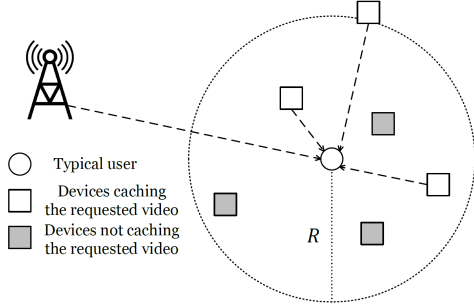 Typical user
Devices caching
the requested video
Devices not caching
the requested video
R